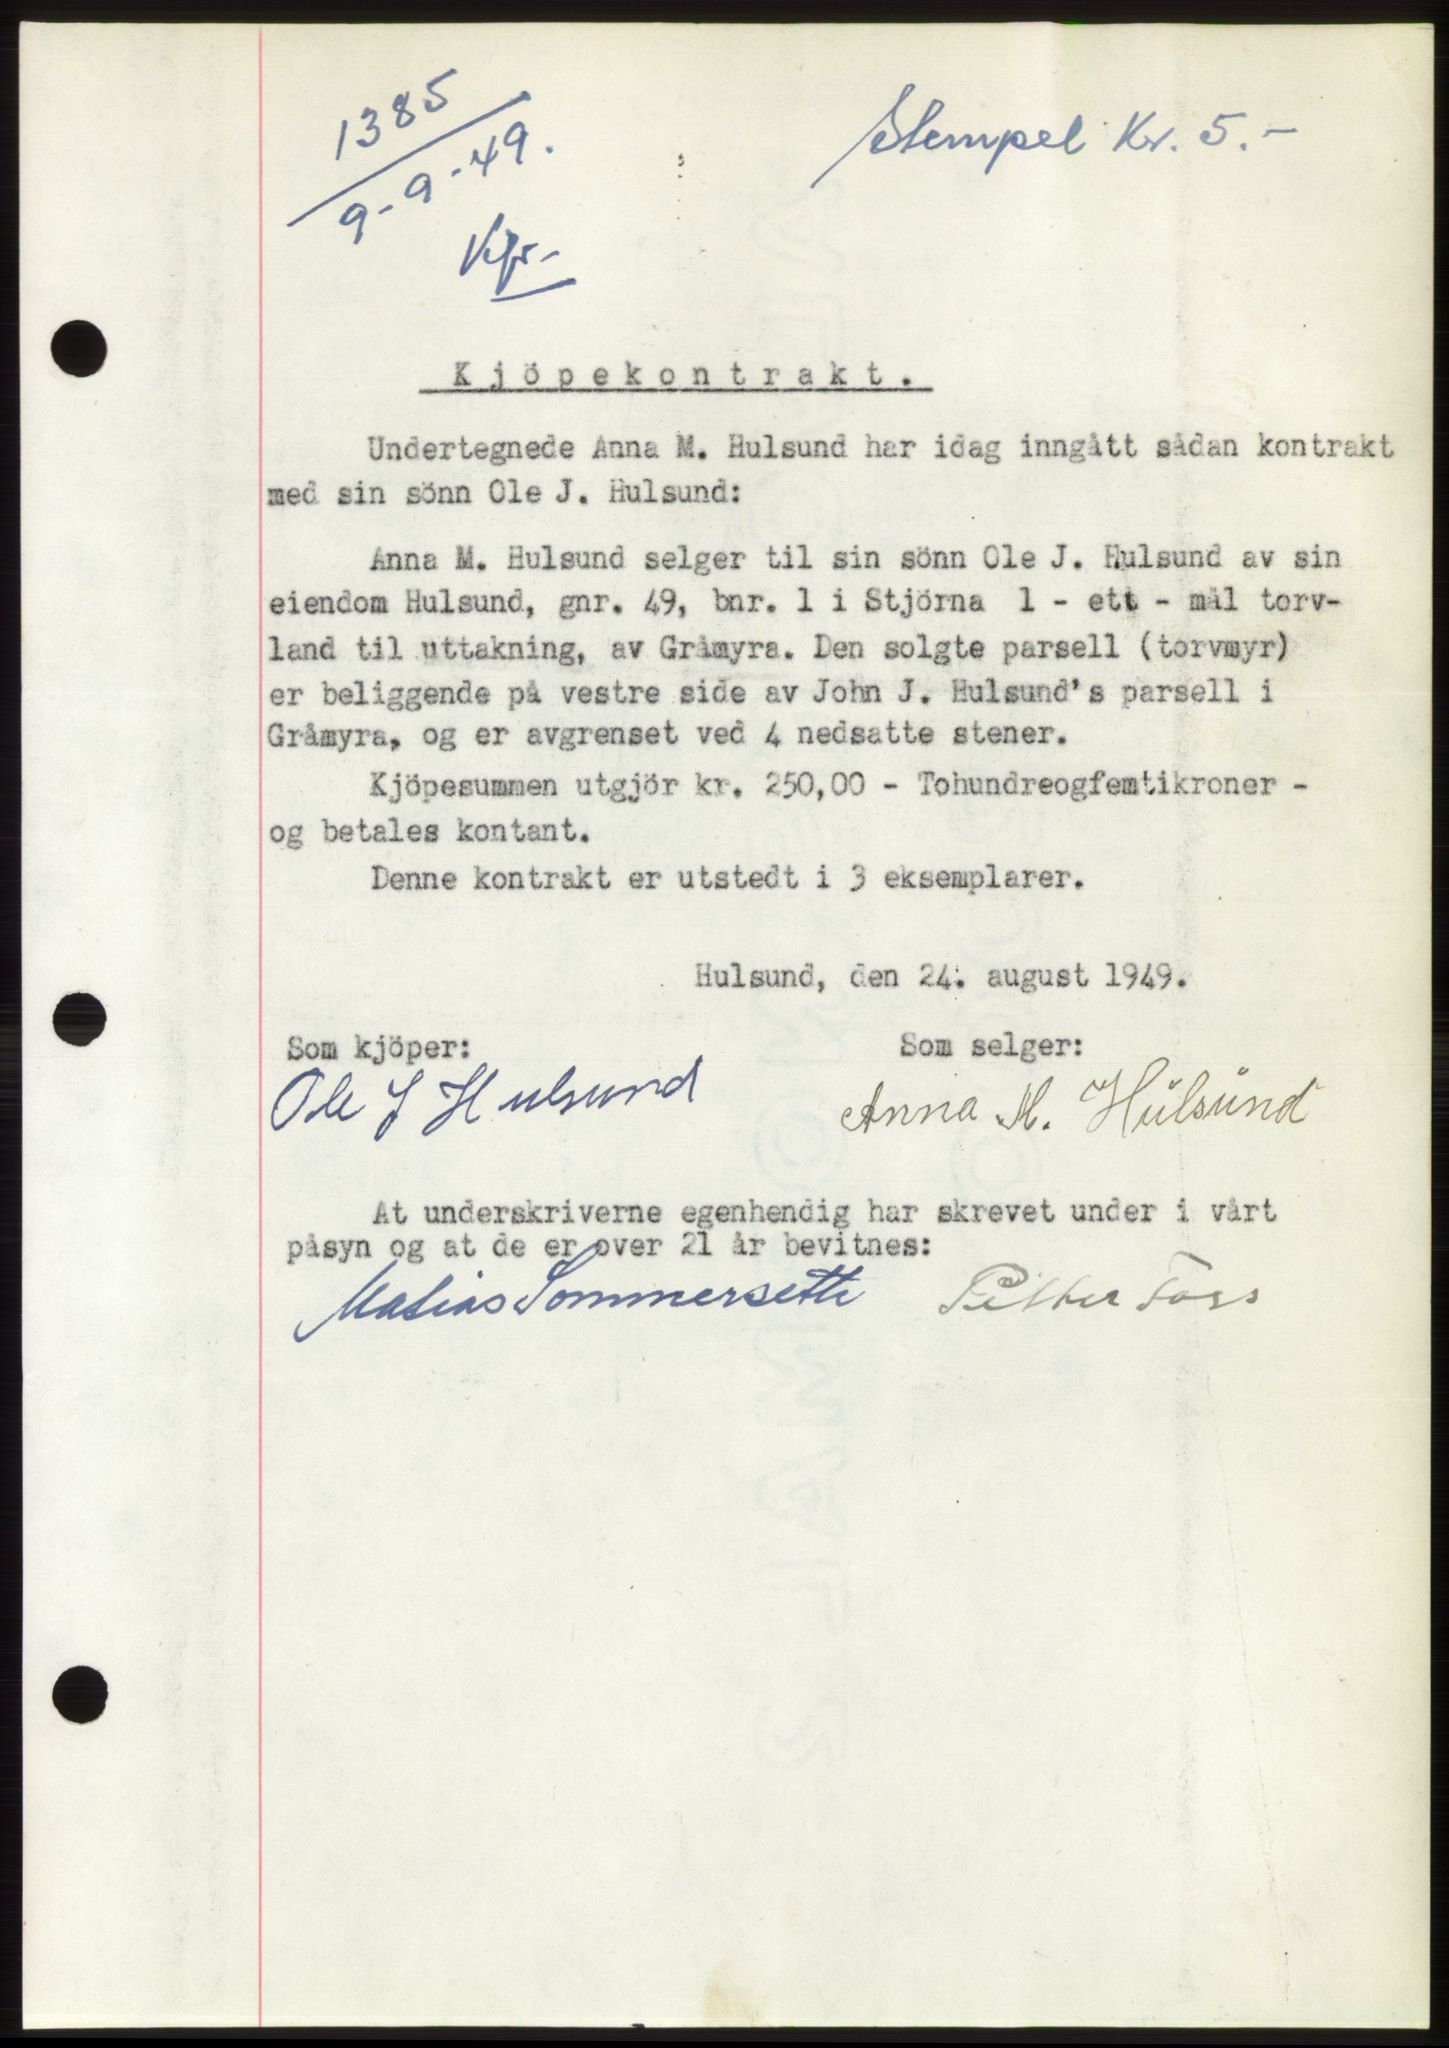 1385
9-9-49.
Stempel Kr. 5.-
Kjöpekontrakt.
Undertegnede Anna M. Hulsund har idag inngått sådan kontrakt
med sin sönn Ole J. Hulsund:
Anna M. Hulsund selger til sin sönn Ole J. Hulsund av sin
eiendom Hulsund, gnr. 49, bnr. 1 i Stjörna 1 - ett - mål torv-
land til uttakning, av Gråmyra. Den solgte parsell (torvmyr)
er beliggende på vestre side av John J. Hulsund's parsell i
Gråmyra, og er avgrenset ved 4 nedsatte stener.
Kjöpesummen utgjör kr. 250,00 - Tohundreogfemtikroner -
og betales kontant.
Denne kontrakt er utstedt i 3 eksemplarer.
Hulsund, den 24. august 1949.
Som kjöper:
Som selger:
Ole J Hulsund
Anna M. Hulsund
At underskriverne egenhendig har skrevet under i vårt
påsyn og at de er over 21 år bevitnes:
Matias Sommersette
Petter Foss